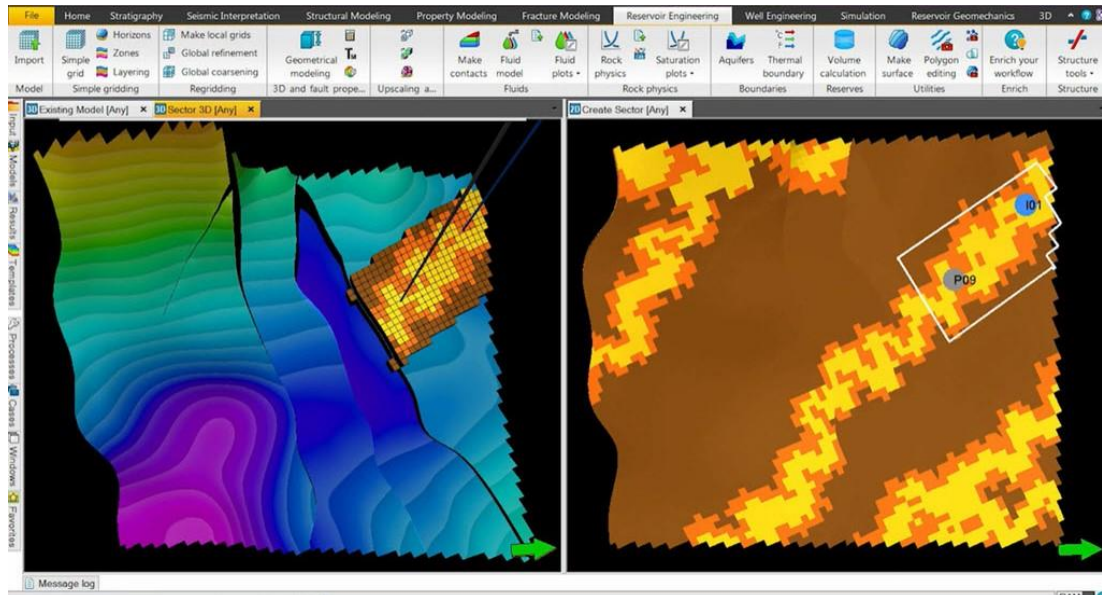 File Home Stratigraphy Seismic Interpretation Structural Modeling Property Modeling Fracture Modeling Reservoir Engineering Well Engineering Simulation Reservoir Geomechanics 3D
Import
Simple grid
Horizons
Zones
Layering
Make local grids
Global refinement
Global coarsening
Geometrical modeling
Make contacts
Fluid model
Fluid plots
Rock physics
Saturation plots
Aquifers
Thermal boundary
Volume calculation
Make surface
Polygon editing
Enrich your workflow
Structure tools
Model Simple gridding Regridding 3D and fault prope... Upscaling a... Fluids Rock physics Boundaries Reserves Utilities Enrich Structure
3D Existing Model [Any] × 3D Sector 3D [Any] ×
2D Create Sector [Any] ×
Input
Models
Results
Templates
Processes
Cases
Windows
Favorites
I01
P09
Message log